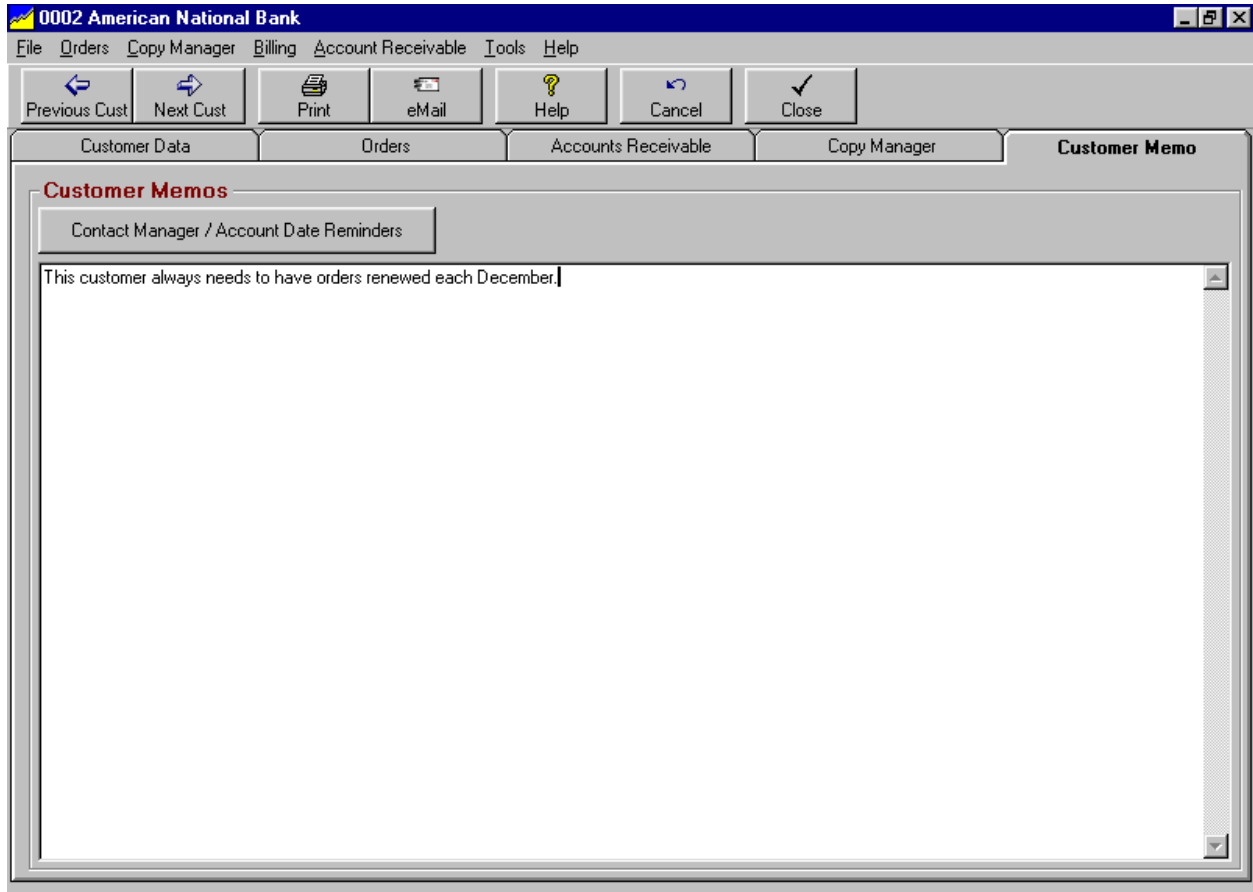 0002 American National Bank
File Orders Copy Manager Billing Account Receivable Tools Help
Previous Cust Next Cust Print eMail Help Cancel Close
Customer Data Orders Accounts Receivable Copy Manager Customer Memo
Customer Memos
Contact Manager / Account Date Reminders
This customer always needs to have orders renewed each December.